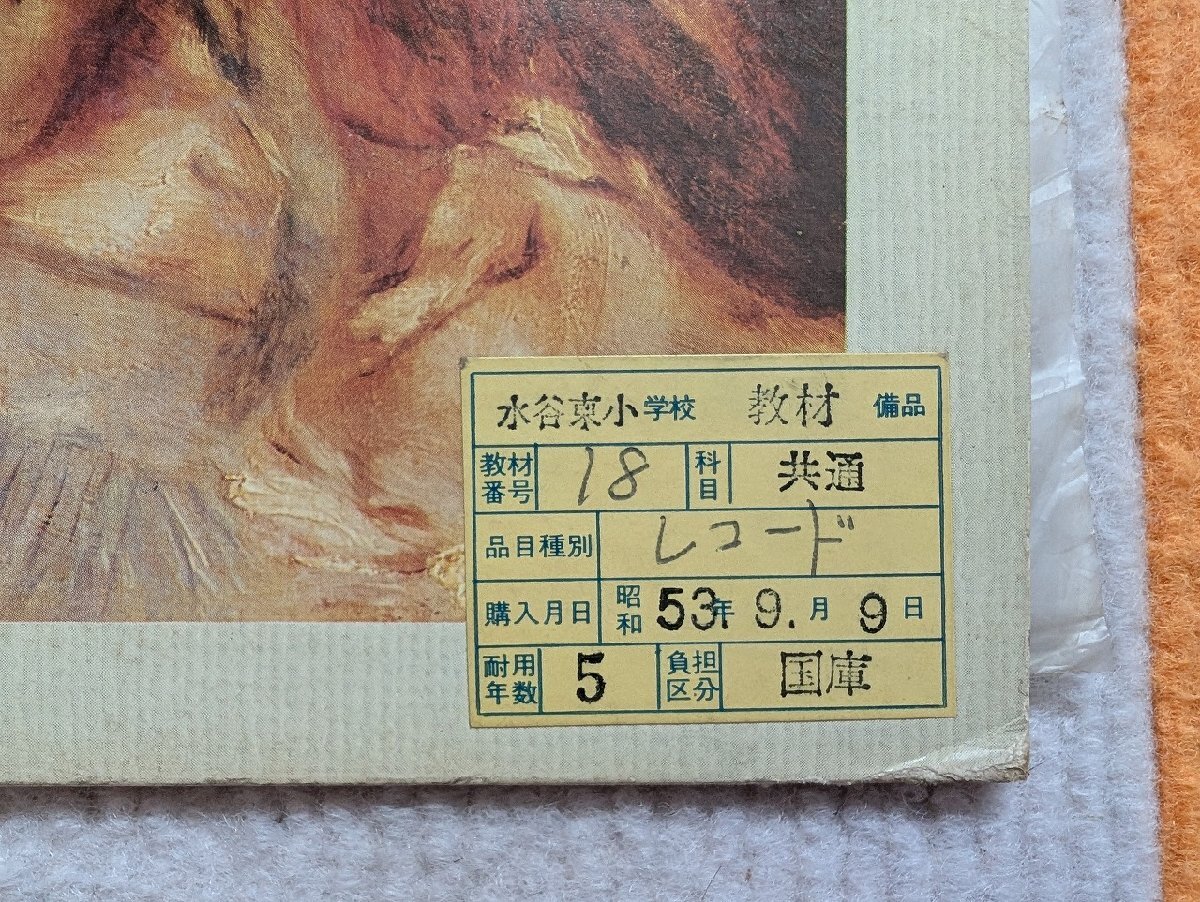 水谷東小学校 教材 備品
教材番号 18 科目 共通
品目種別 レコード
購入月日 昭和 53年 9.月 9日
耐用年数 5 負担区分 国庫